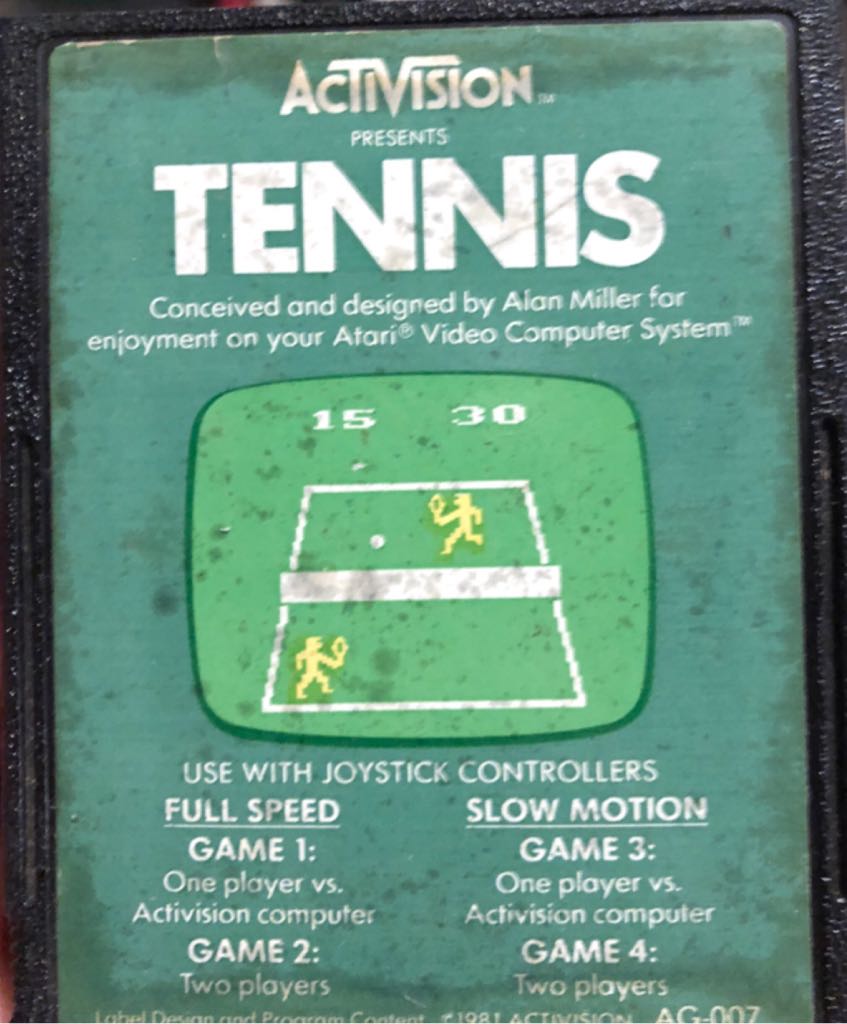 ACTIVISION™
PRESENTS
TENNIS
Conceived and designed by Alan Miller for
enjoyment on your Atari® Video Computer System™
15 30
USE WITH JOYSTICK CONTROLLERS
FULL SPEED SLOW MOTION
GAME 1: GAME 3:
One player vs. One player vs.
Activision computer Activision computer
GAME 2: GAME 4:
Two players Two players
Label Design and Program Content ©1981 ACTIVISION AG-007